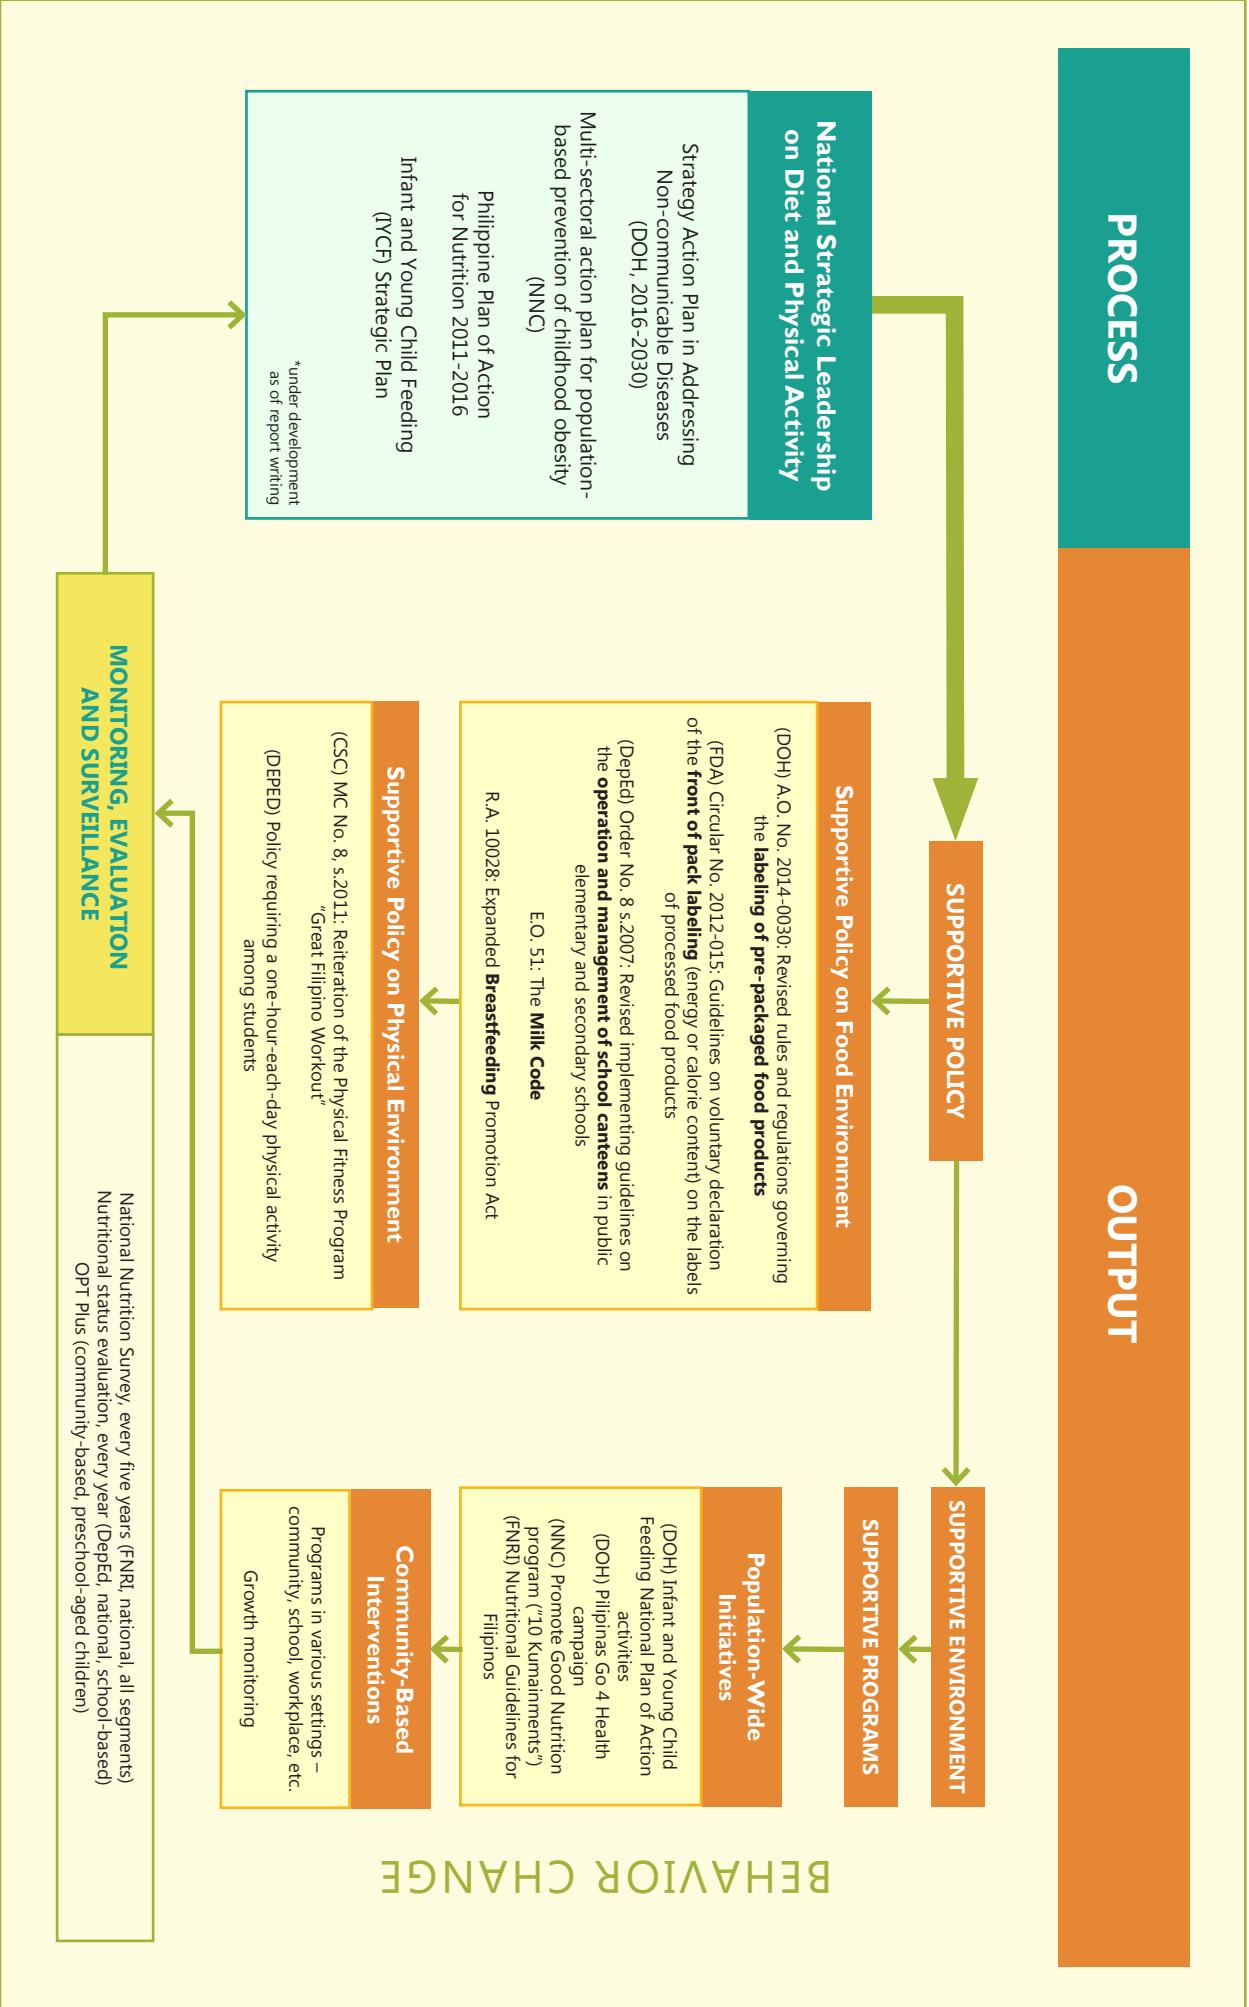 PROCESS
OUTPUT
National Strategic Leadership
on Diet and Physical Activity
Strategy Action Plan in Addressing
Non-communicable Diseases
(DOH, 2016-2030)
Multi-sectoral action plan for population-
based prevention of childhood obesity
(NNC)
Philippine Plan of Action
for Nutrition 2011-2016
Infant and Young Child Feeding
(IYCF) Strategic Plan
*under development
as of report writing
SUPPORTIVE POLICY
Supportive Policy on Food Environment
(DOH) A.O. No. 2014-0030: Revised rules and regulations governing
the labeling of pre-packaged food products
(FDA) Circular No. 2012-015: Guidelines on voluntary declaration
of the front of pack labeling (energy or calorie content) on the labels
of processed food products
(DepEd) Order No. 8 s.2007: Revised implementing guidelines on
the operation and management of school canteens in public
elementary and secondary schools
E.O. 51: The Milk Code
R.A. 10028: Expanded Breastfeeding Promotion Act
Supportive Policy on Physical Environment
(CSC) MC No. 8, s.2011: Reiteration of the Physical Fitness Program
"Great Filipino Workout"
(DEPED) Policy requiring a one-hour-each-day physical activity
among students
SUPPORTIVE ENVIRONMENT
SUPPORTIVE PROGRAMS
Population-Wide
Initiatives
(DOH) Infant and Young Child
Feeding National Plan of Action
activities
(DOH) Pilipinas Go 4 Health
campaign
(NNC) Promote Good Nutrition
program ("10 Kumainments")
(FNRI) Nutritional Guidelines for
Filipinos
Community-Based
Interventions
Programs in various settings –
community, school, workplace, etc.
Growth monitoring
BEHAVIOR CHANGE
MONITORING, EVALUATION
AND SURVEILLANCE
National Nutrition Survey, every five years (FNRI, national, all segments)
Nutritional status evaluation, every year (DepEd, national, school-based)
OPT Plus (community-based, preschool-aged children)